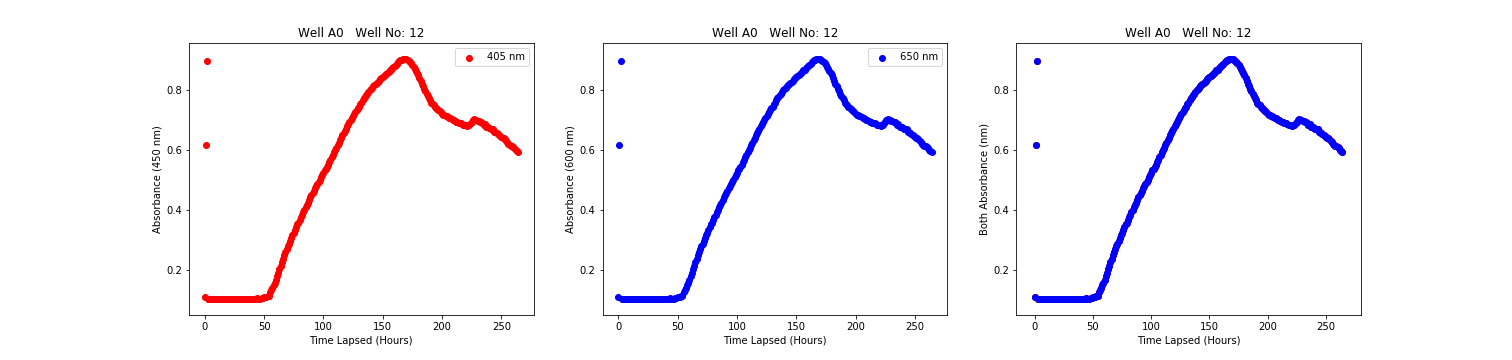 Well A0   Well No: 12
405 nm
Absorbance (450 nm)
0.8
0.6
0.4
0.2
0
50
100
150
200
250
Time Lapsed (Hours)
Well A0   Well No: 12
650 nm
Absorbance (600 nm)
0.8
0.6
0.4
0.2
0
50
100
150
200
250
Time Lapsed (Hours)
Well A0   Well No: 12
Both Absorbance (nm)
0.8
0.6
0.4
0.2
0
50
100
150
200
250
Time Lapsed (Hours)